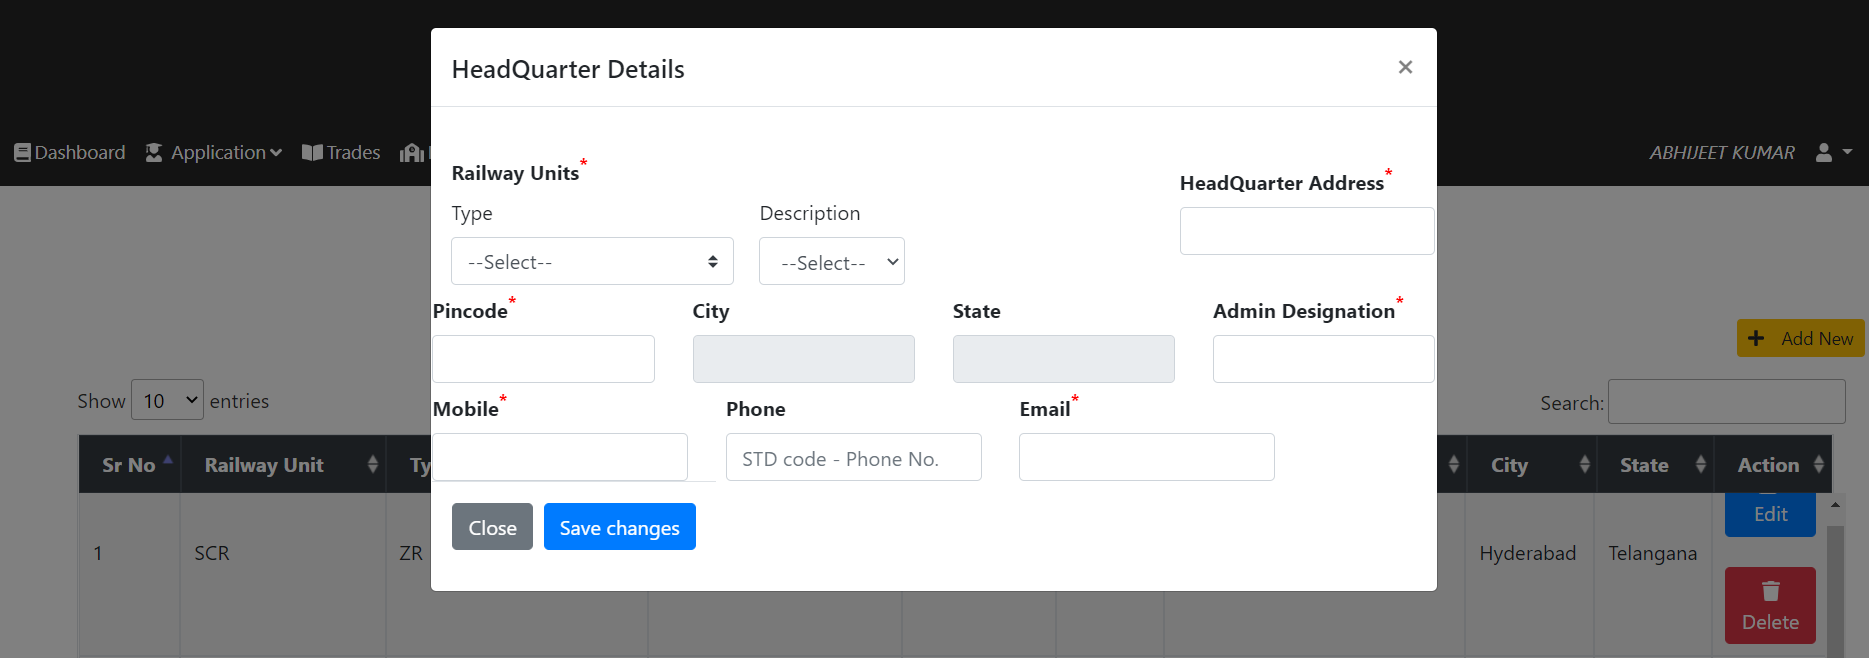 HeadQuarter Details ×
Dashboard Application Trades ABHIJEET KUMAR
Railway Units* HeadQuarter Address*
Type Description
--Select-- --Select--
Pincode* City State Admin Designation*
+ Add New
Show 10 entries Search:
Mobile* Phone Email*
STD code - Phone No.
Sr No Railway Unit City State Action
Close Save changes Edit
1 SCR ZR Hyderabad Telangana
Delete